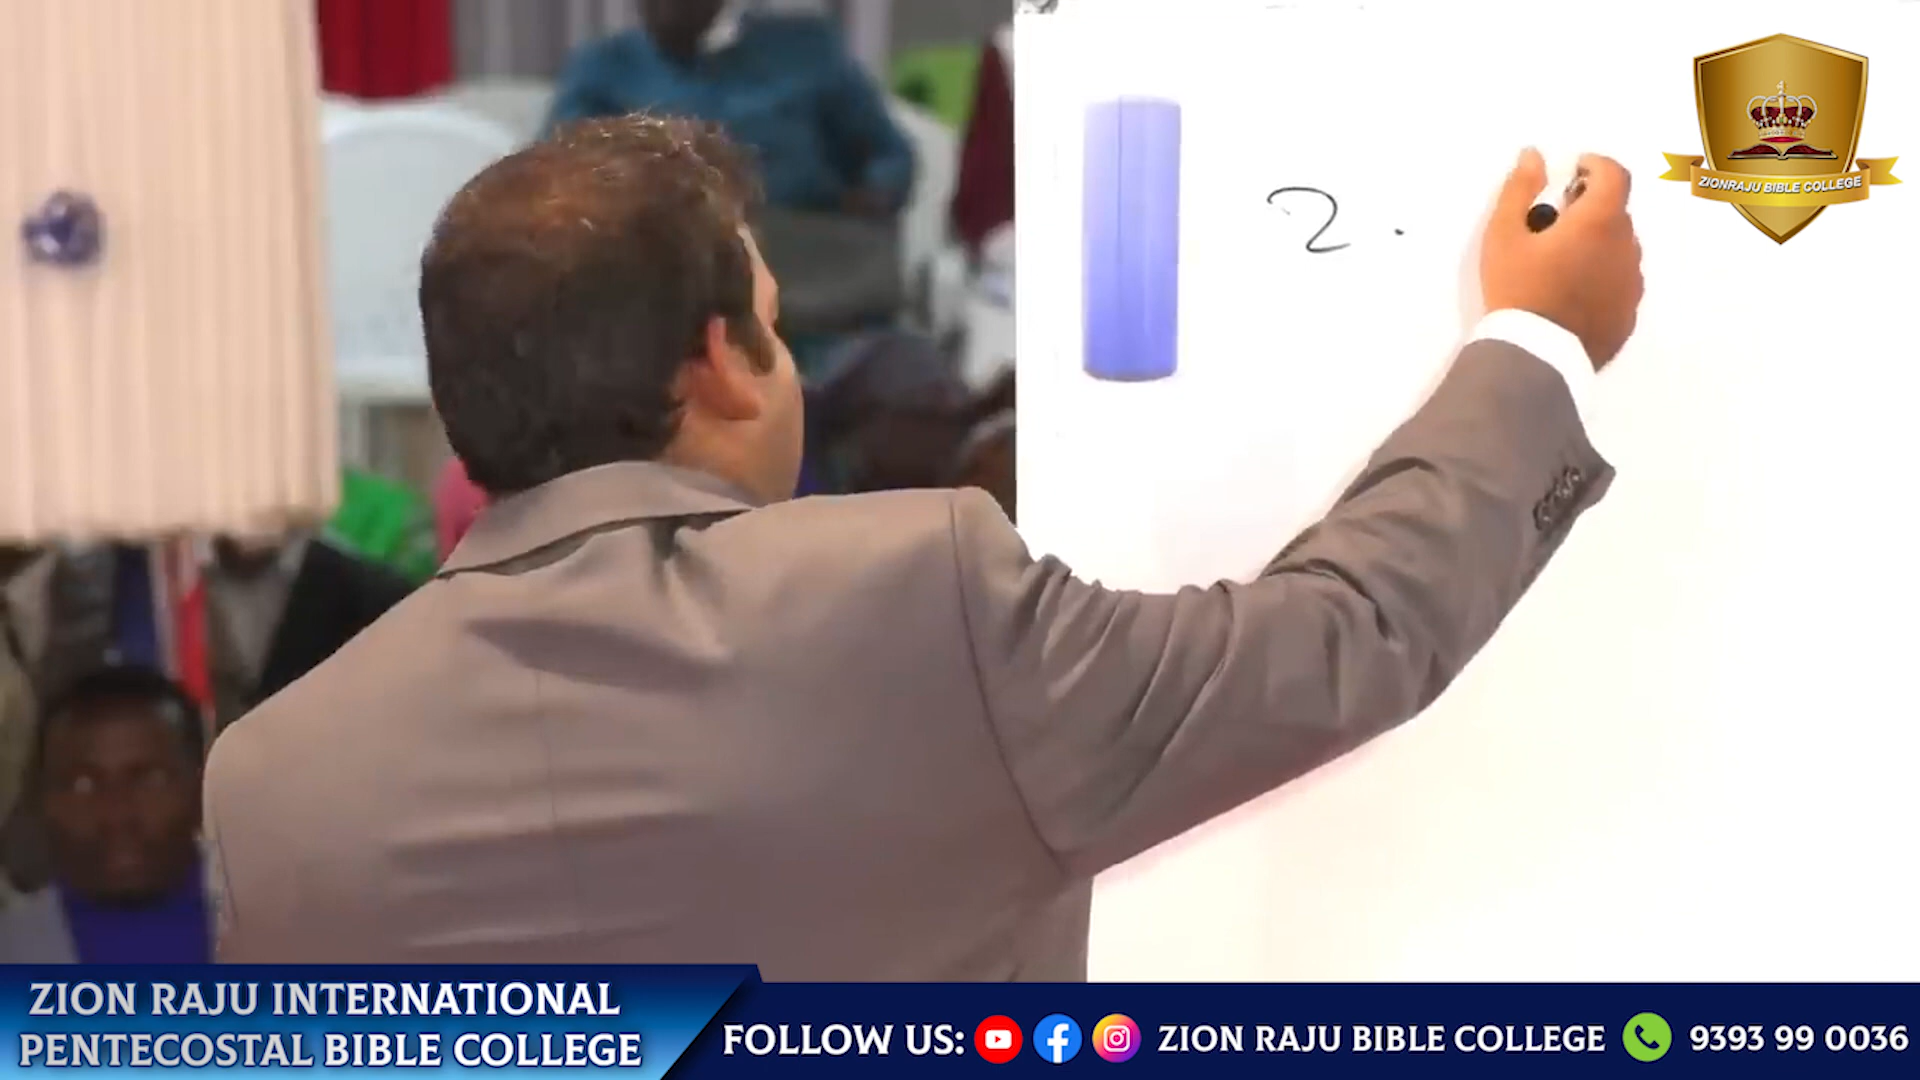 ZIONRAJU BIBLE COLLEGE
2.
ZION RAJU INTERNATIONAL
PENTECOSTAL BIBLE COLLEGE
FOLLOW US: ZION RAJU BIBLE COLLEGE 9393 99 0036